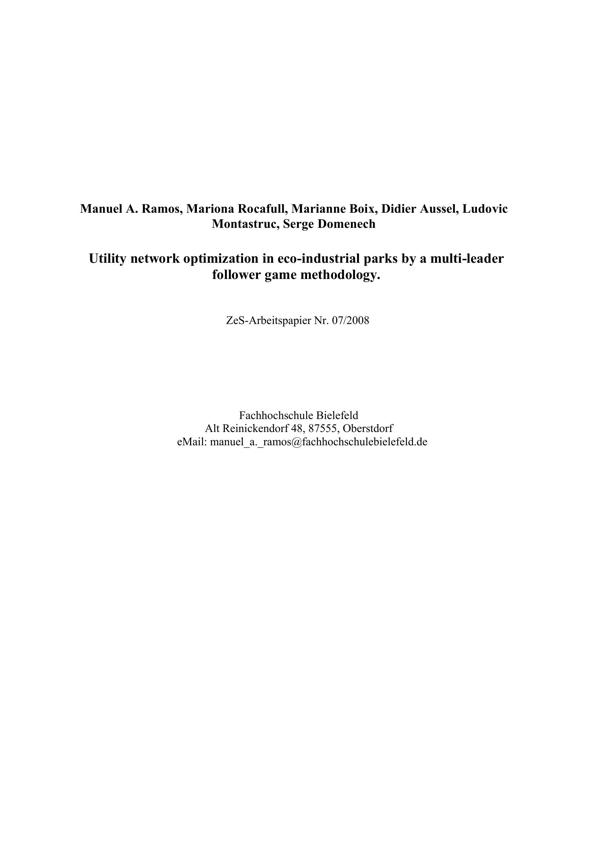 Manuel A. Ramos, Mariona Rocafull, Marianne Boix, Didier Aussel, Ludovic
Montastruc, Serge Domenech
Utility network optimization in eco-industrial parks by a multi-leader
follower game methodology.
ZeS-Arbeitspapier Nr. 07/2008
Fachhochschule Bielefeld
Alt Reinickendorf 48, 87555, Oberstdorf
eMail: manuel_a._ramos@fachhochschulebielefeld.de